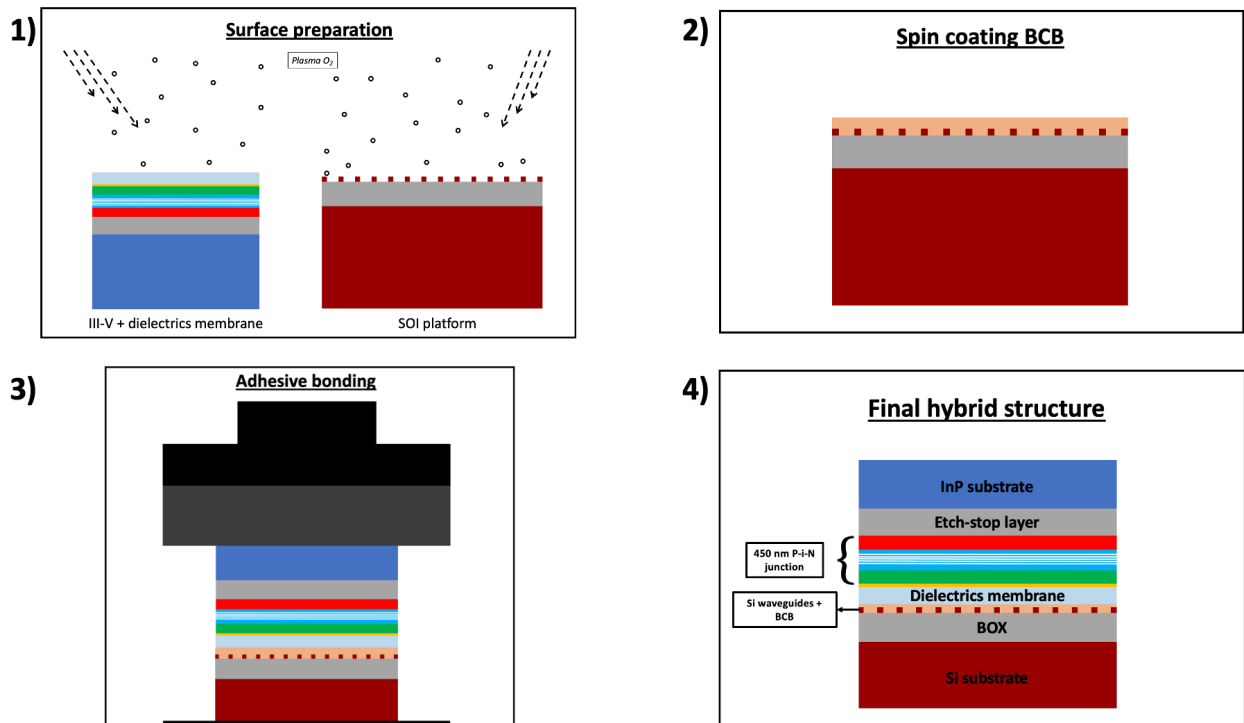 1)
Surface preparation
Plasma O₂
III-V + dielectrics membrane
SOI platform
2)
Spin coating BCB
3)
Adhesive bonding
4)
Final hybrid structure
InP substrate
Etch-stop layer
450 nm P-i-N
junction
Dielectrics membrane
Si waveguides +
BCB
BOX
Si substrate